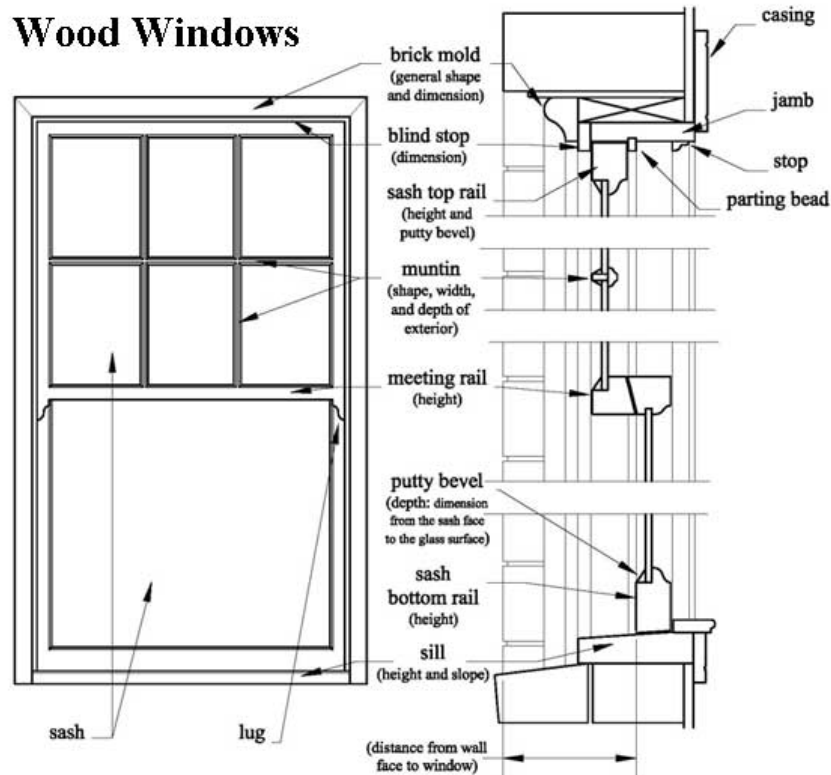 Wood Windows
brick mold
(general shape
and dimension)
blind stop
(dimension)
sash top rail
(height and
putty bevel)
muntin
(shape, width,
and depth of
exterior)
meeting rail
(height)
putty bevel
(depth: dimension
from the sash face
to the glass surface)
sash
bottom rail
(height)
sill
(height and slope)
sash
lug
(distance from wall
face to window)
casing
jamb
stop
parting bead